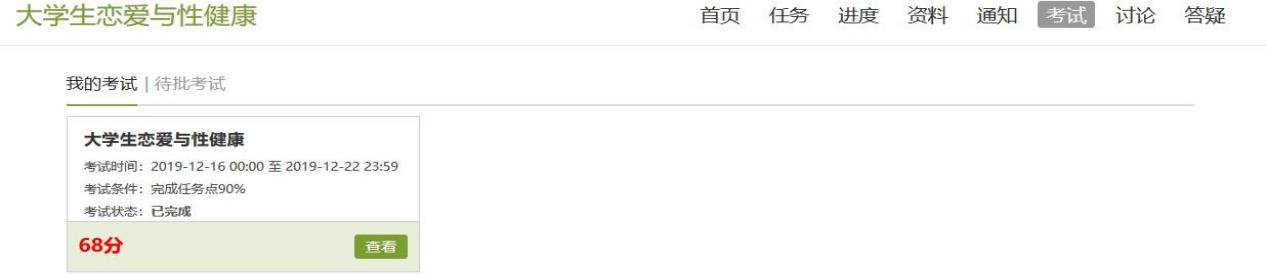 大学生恋爱与性健康
首页 任务 进度 资料 通知 考试 讨论 答疑
我的考试 | 待批考试
大学生恋爱与性健康
考试时间：2019-12-16 00:00 至 2019-12-22 23:59
考试条件：完成任务点90%
考试状态：已完成
68分
查看